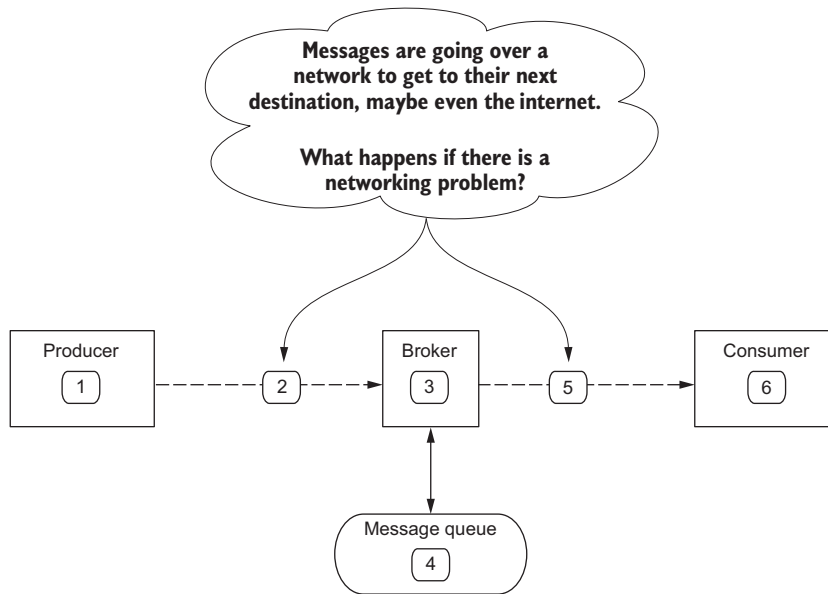 Messages are going over a
network to get to their next
destination, maybe even the internet.
What happens if there is a
networking problem?
Producer
1
2
Broker
3
5
Consumer
6
Message queue
4